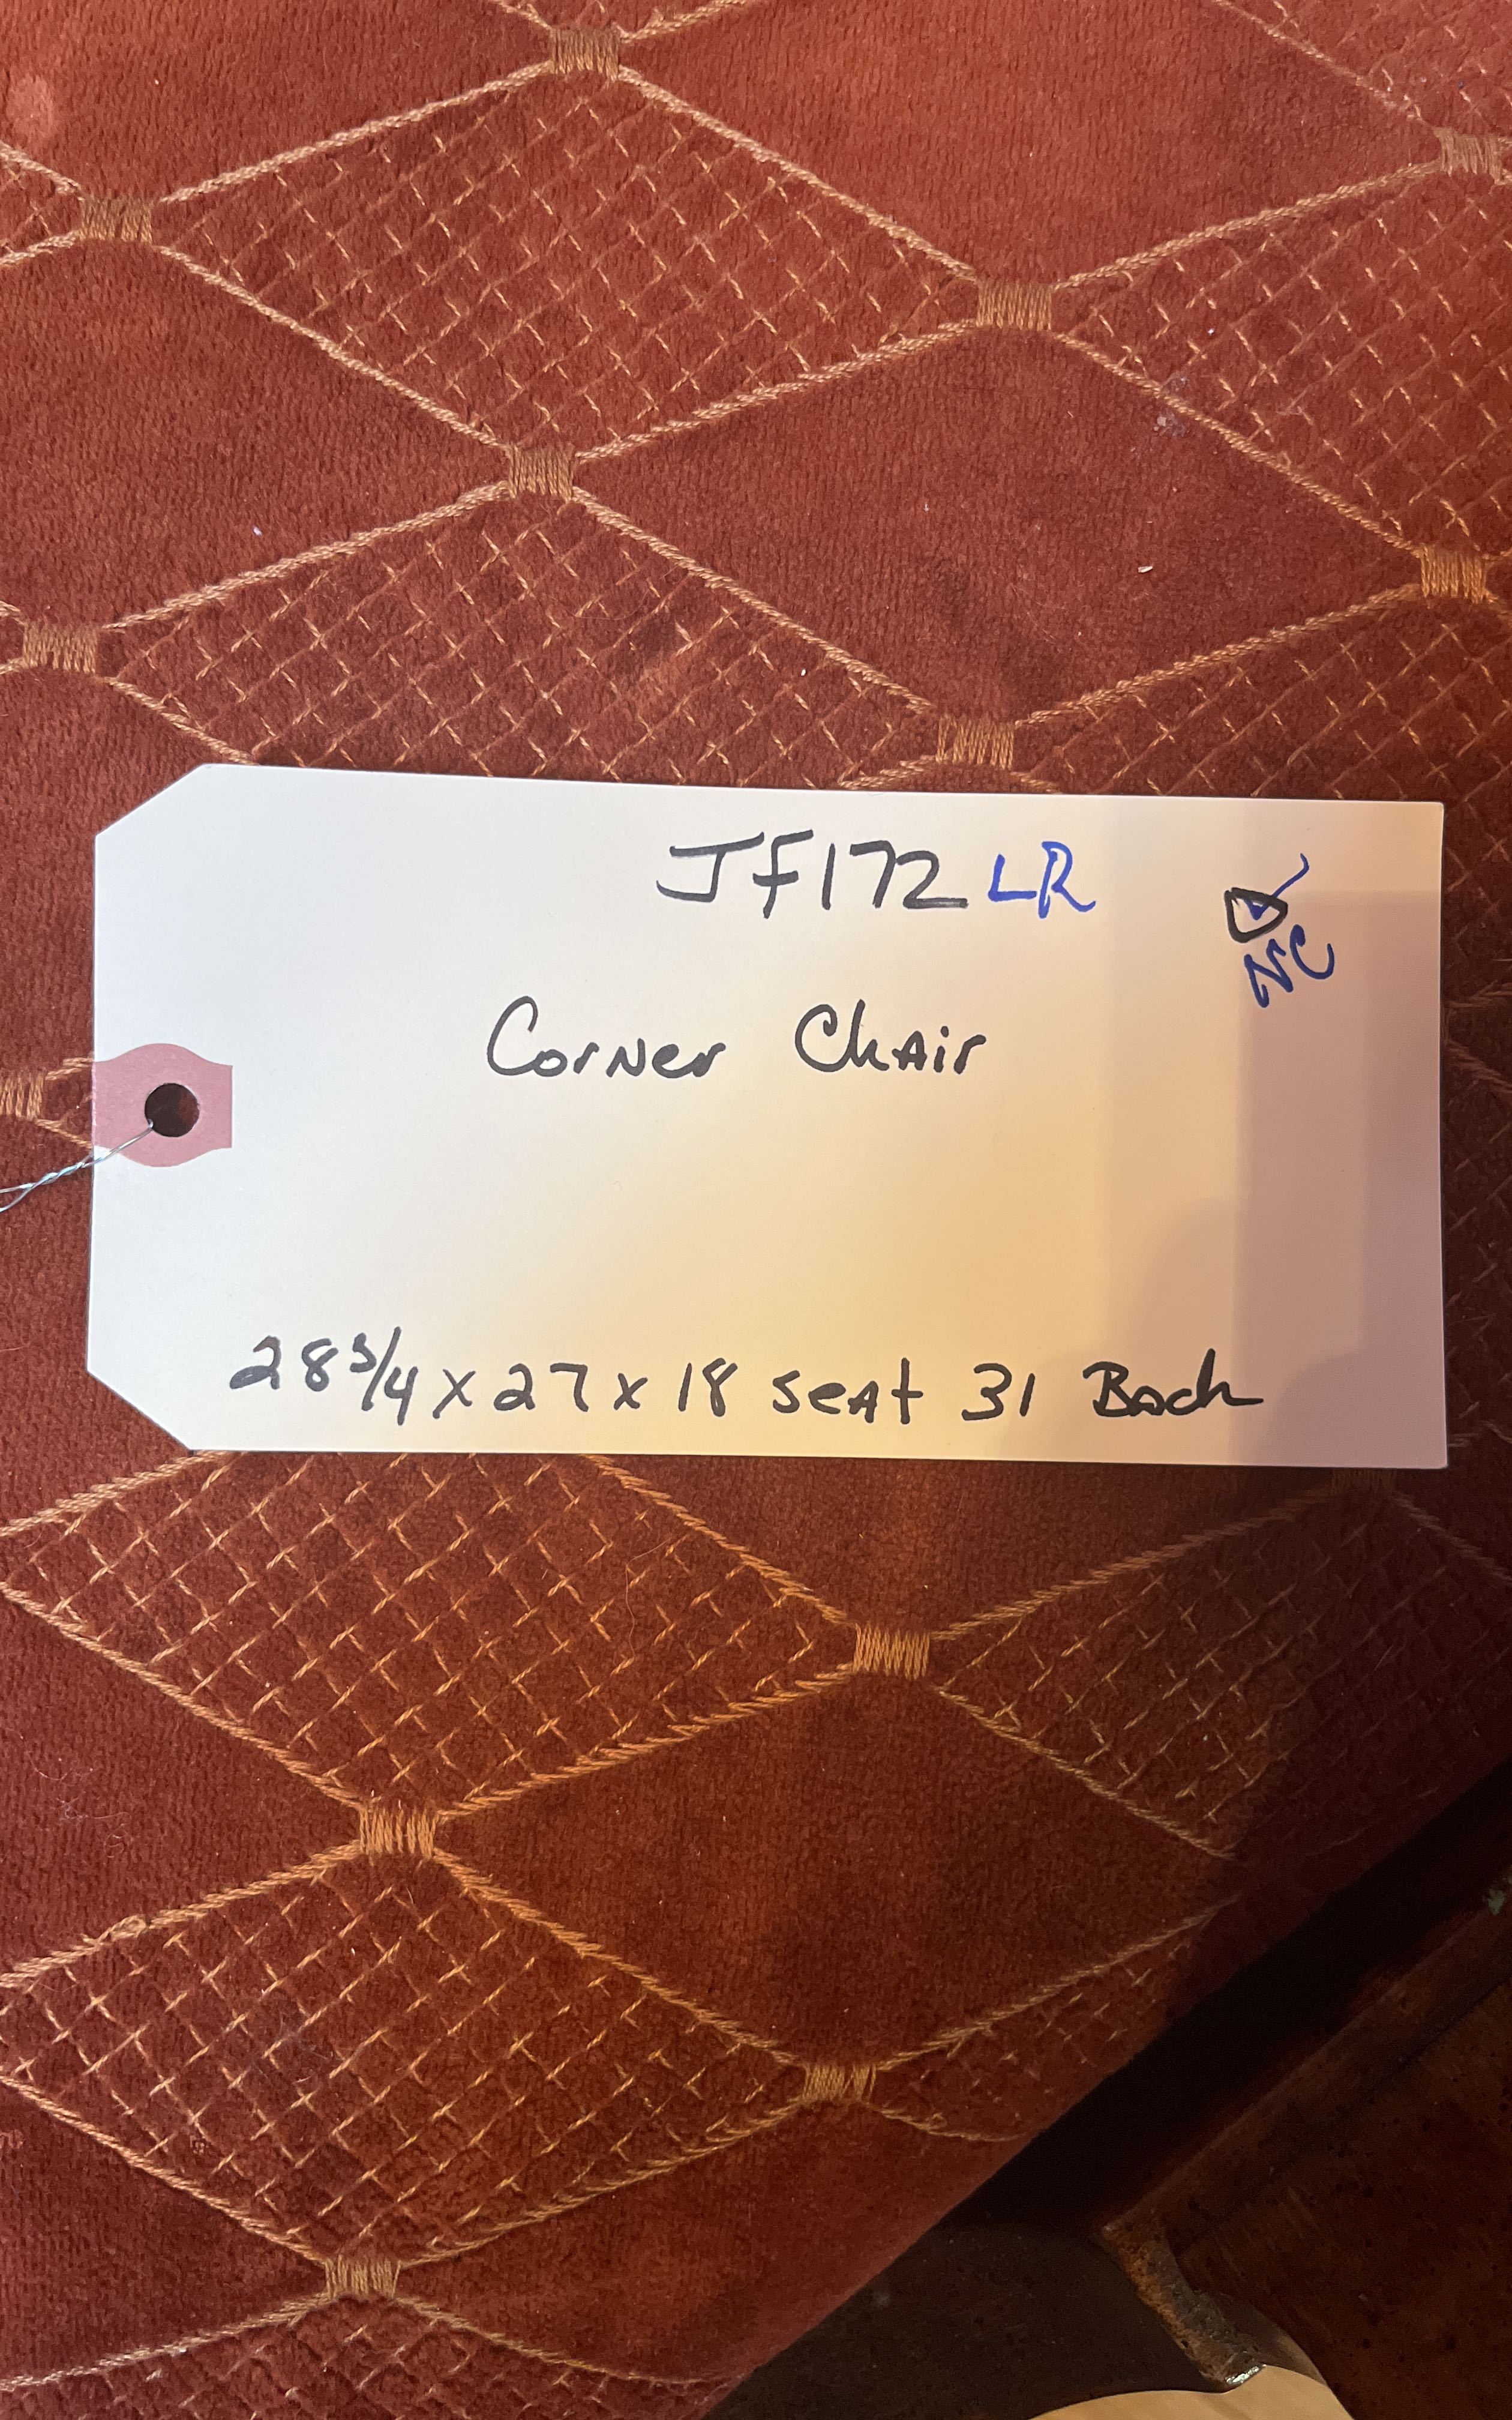 JF172 LR
NC
Corner Chair
28 3/4 x 27 x 18 seat 31 Back